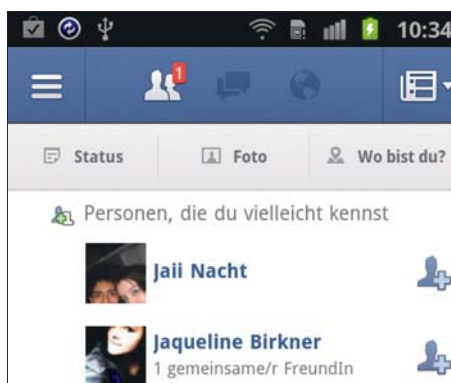 10:34
1
Status Foto Wo bist du?
Personen, die du vielleicht kennst
Jaii Nacht
Jaqueline Birkner
1 gemeinsame/r FreundIn